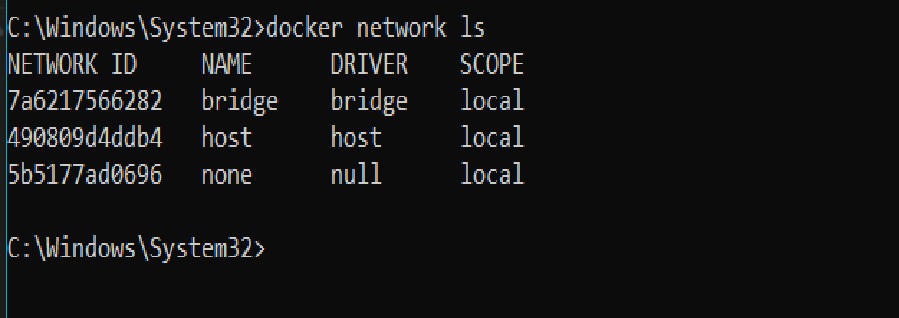 C:\Windows\System32>docker network ls
NETWORK ID NAME DRIVER SCOPE
7a6217566282 bridge bridge local
490809d4ddb4 host host local
5b5177ad0696 none null local
C:\Windows\System32>